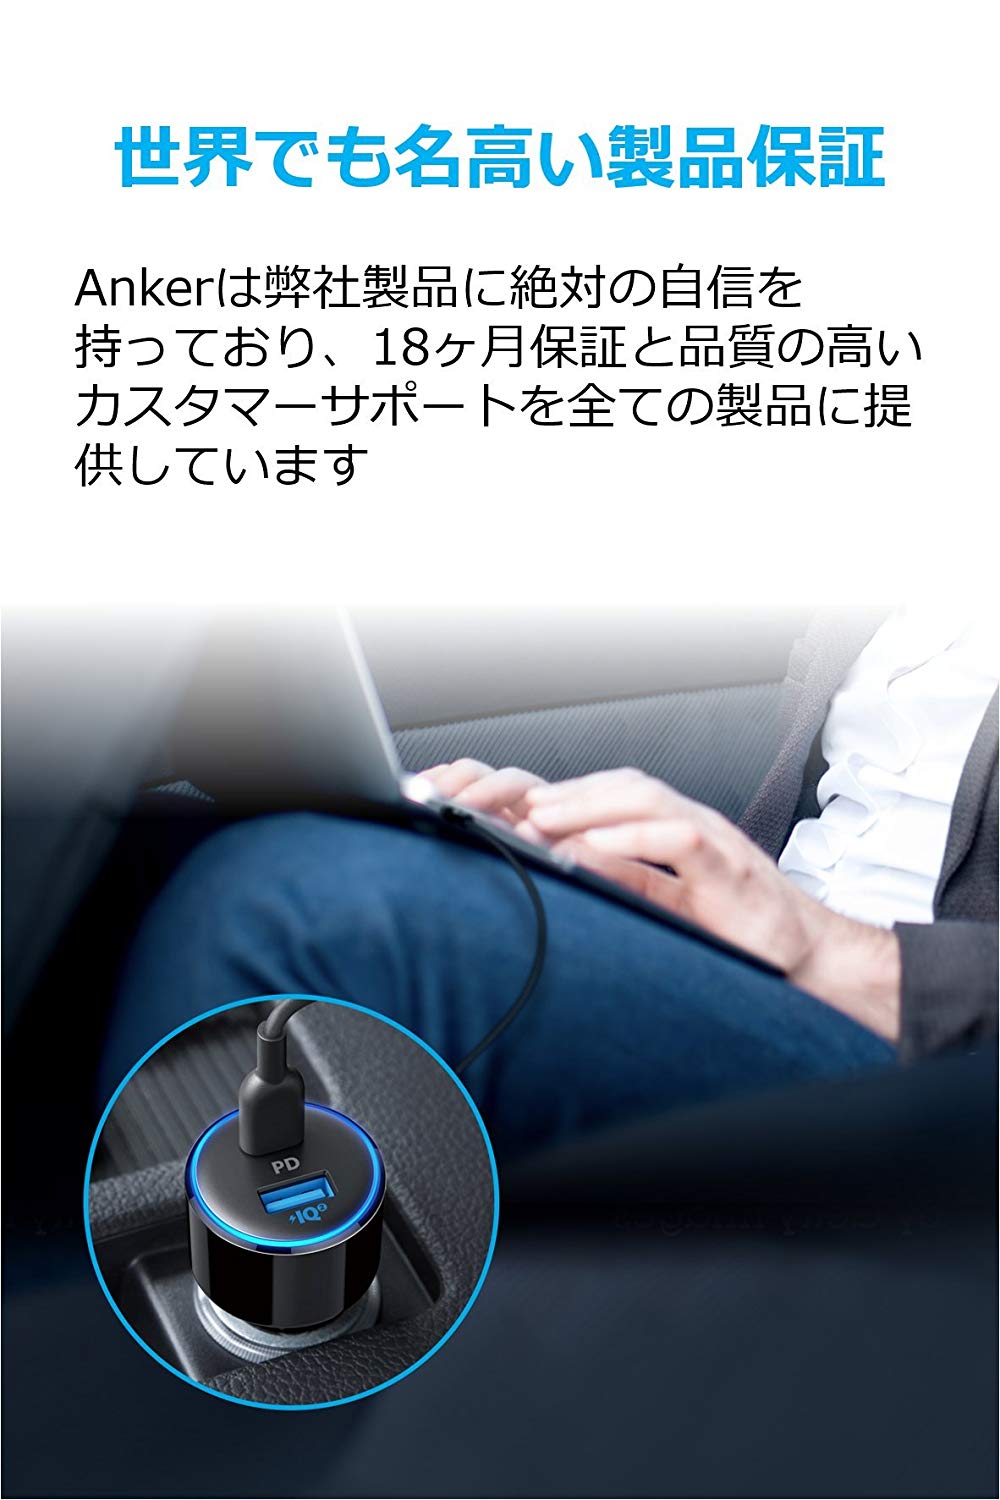 世界でも名高い製品保証
Ankerは弊社製品に絶対の自信を
持っており、18ヶ月保証と品質の高い
カスタマーサポートを全ての製品に提
供しています
PD
IQ2